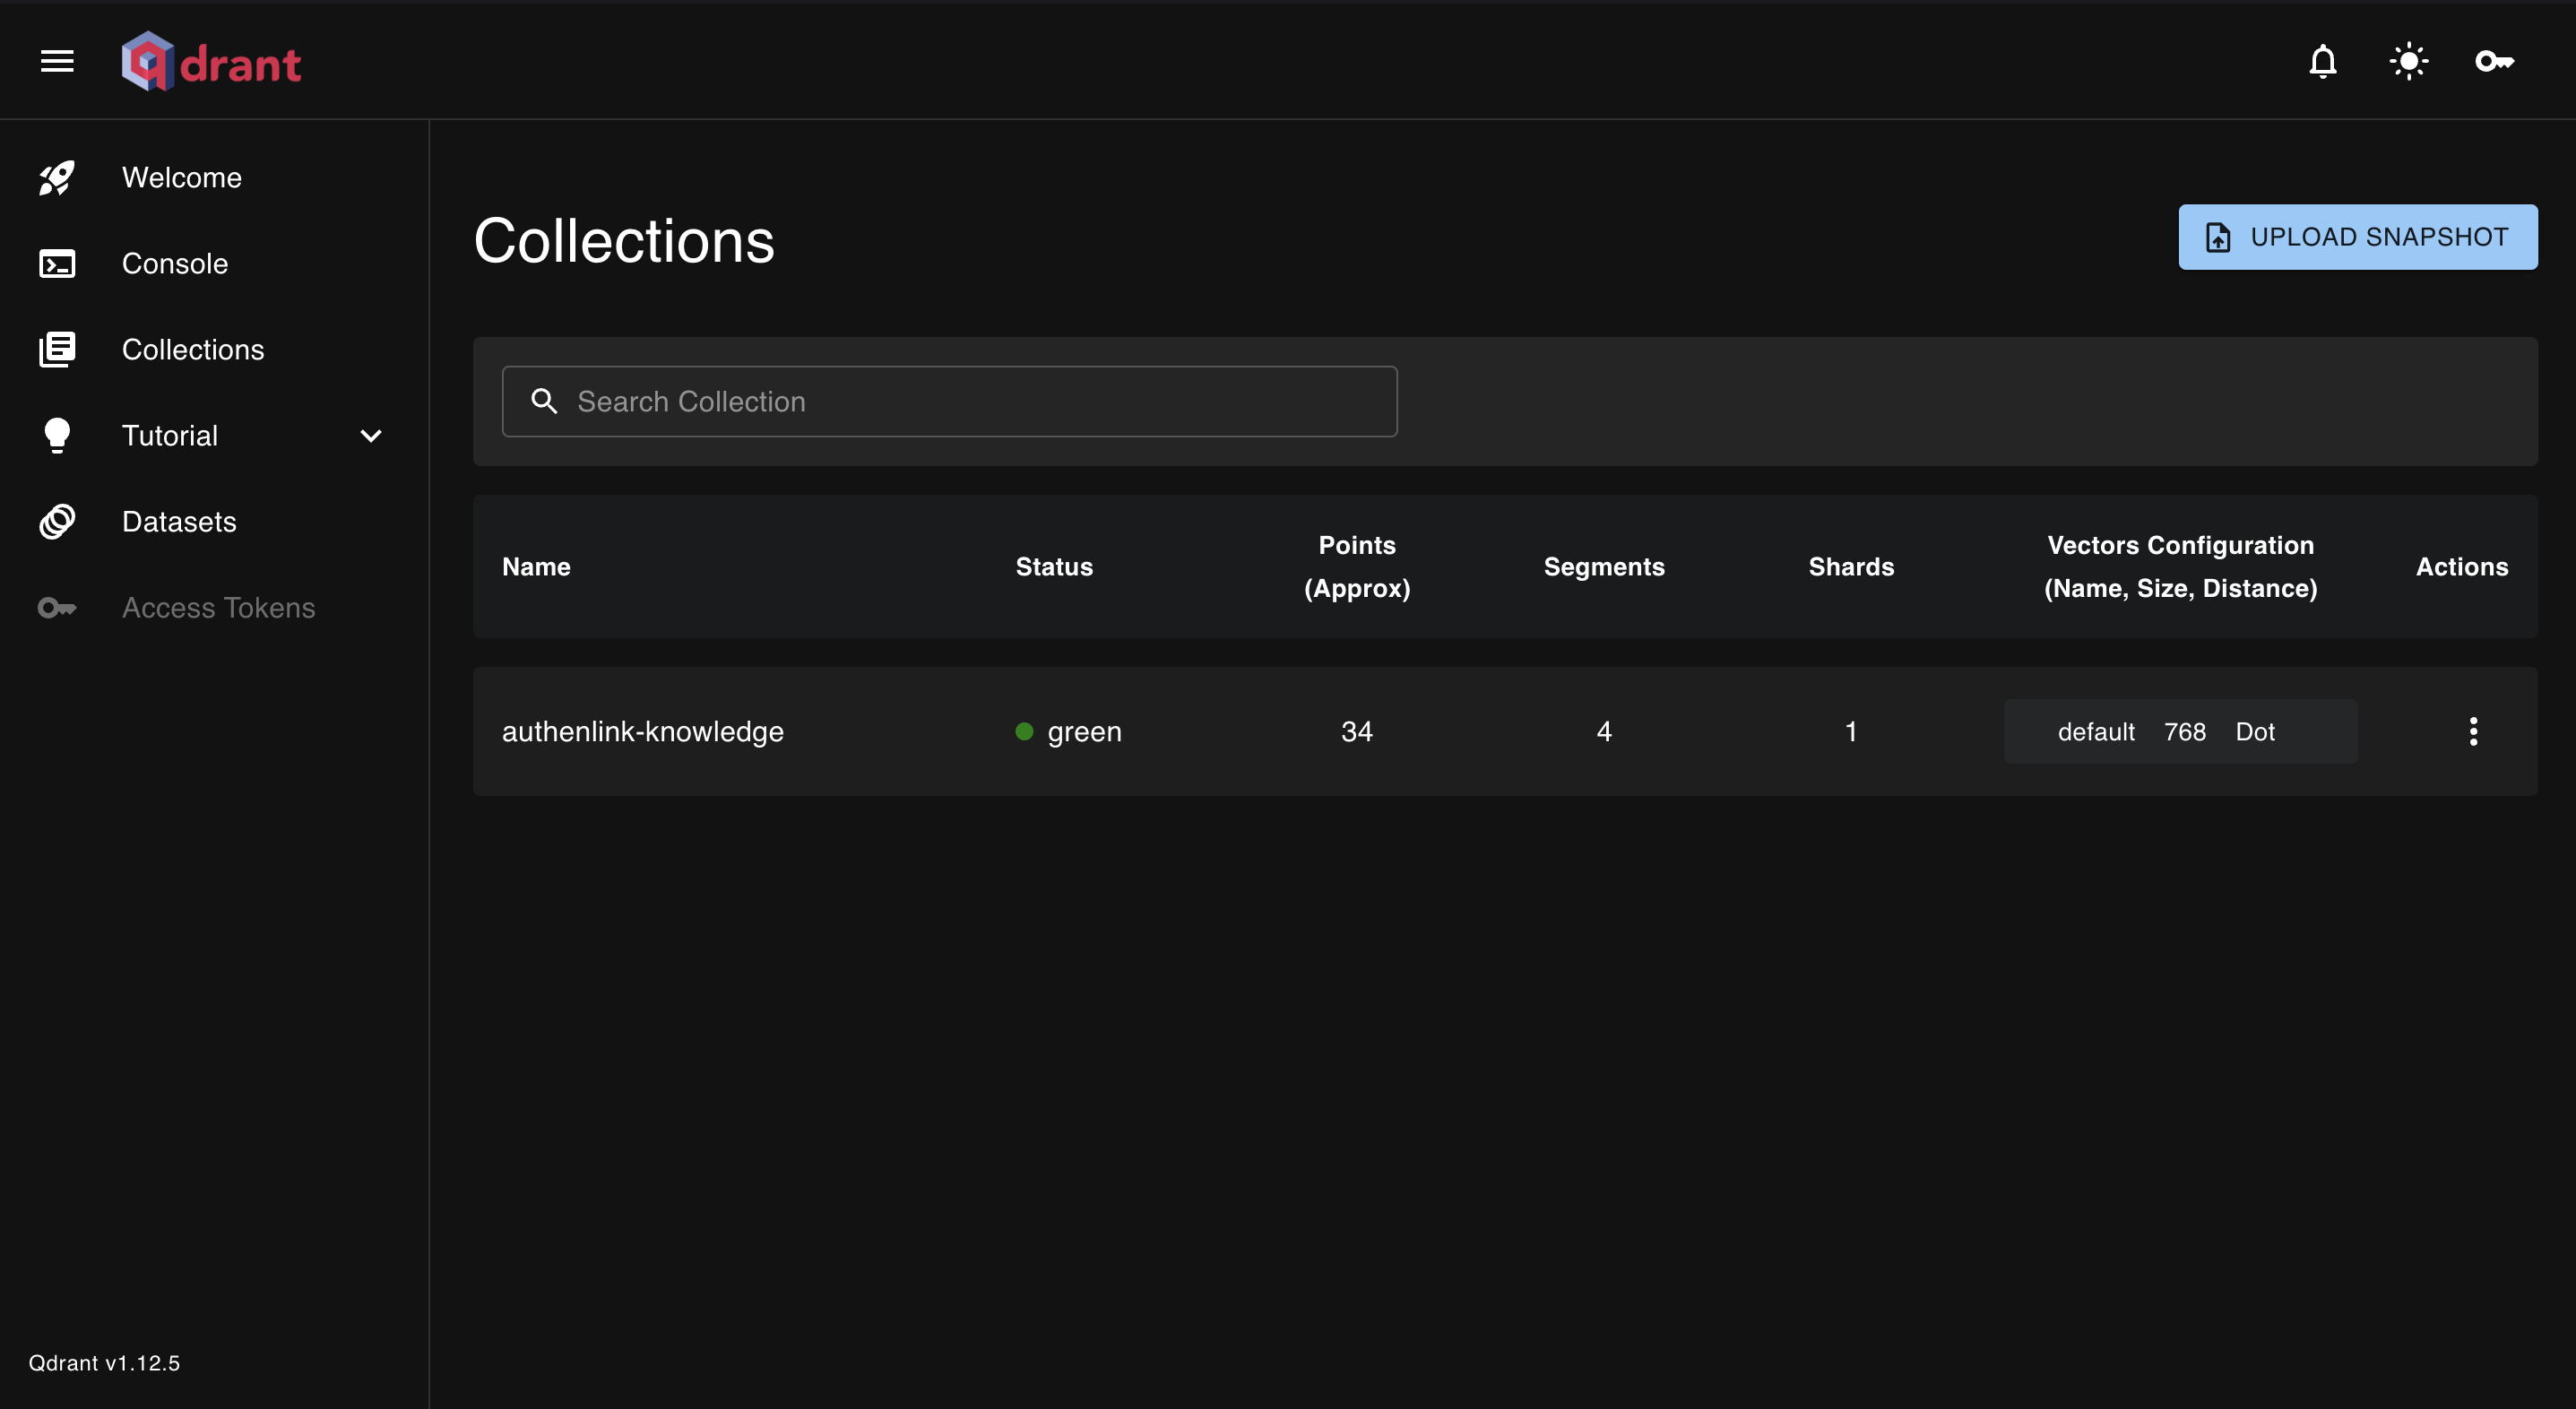 qdrant
Welcome
Console
Collections
Tutorial
Datasets
Access Tokens
Qdrant v1.12.5
Collections
UPLOAD SNAPSHOT
Search Collection
Name Status Points (Approx) Segments Shards Vectors Configuration (Name, Size, Distance) Actions
authenlink-knowledge green 34 4 1 default 768 Dot